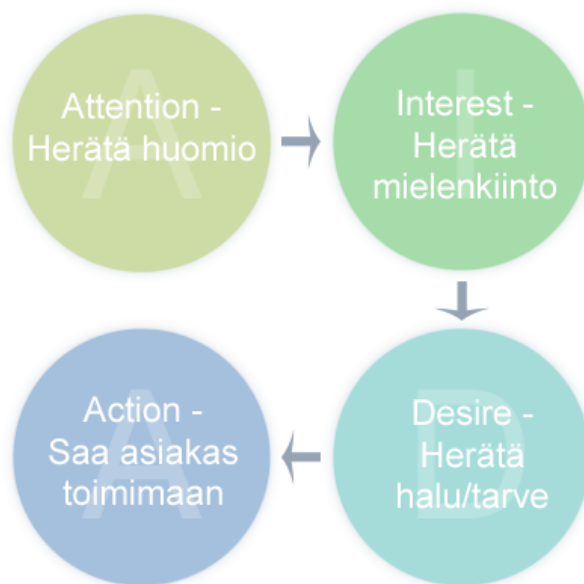 A
Attention -
Herätä huomio
I
Interest -
Herätä
mielenkiinto
D
Desire -
Herätä
halu/tarve
A
Action -
Saa asiakas
toimimaan